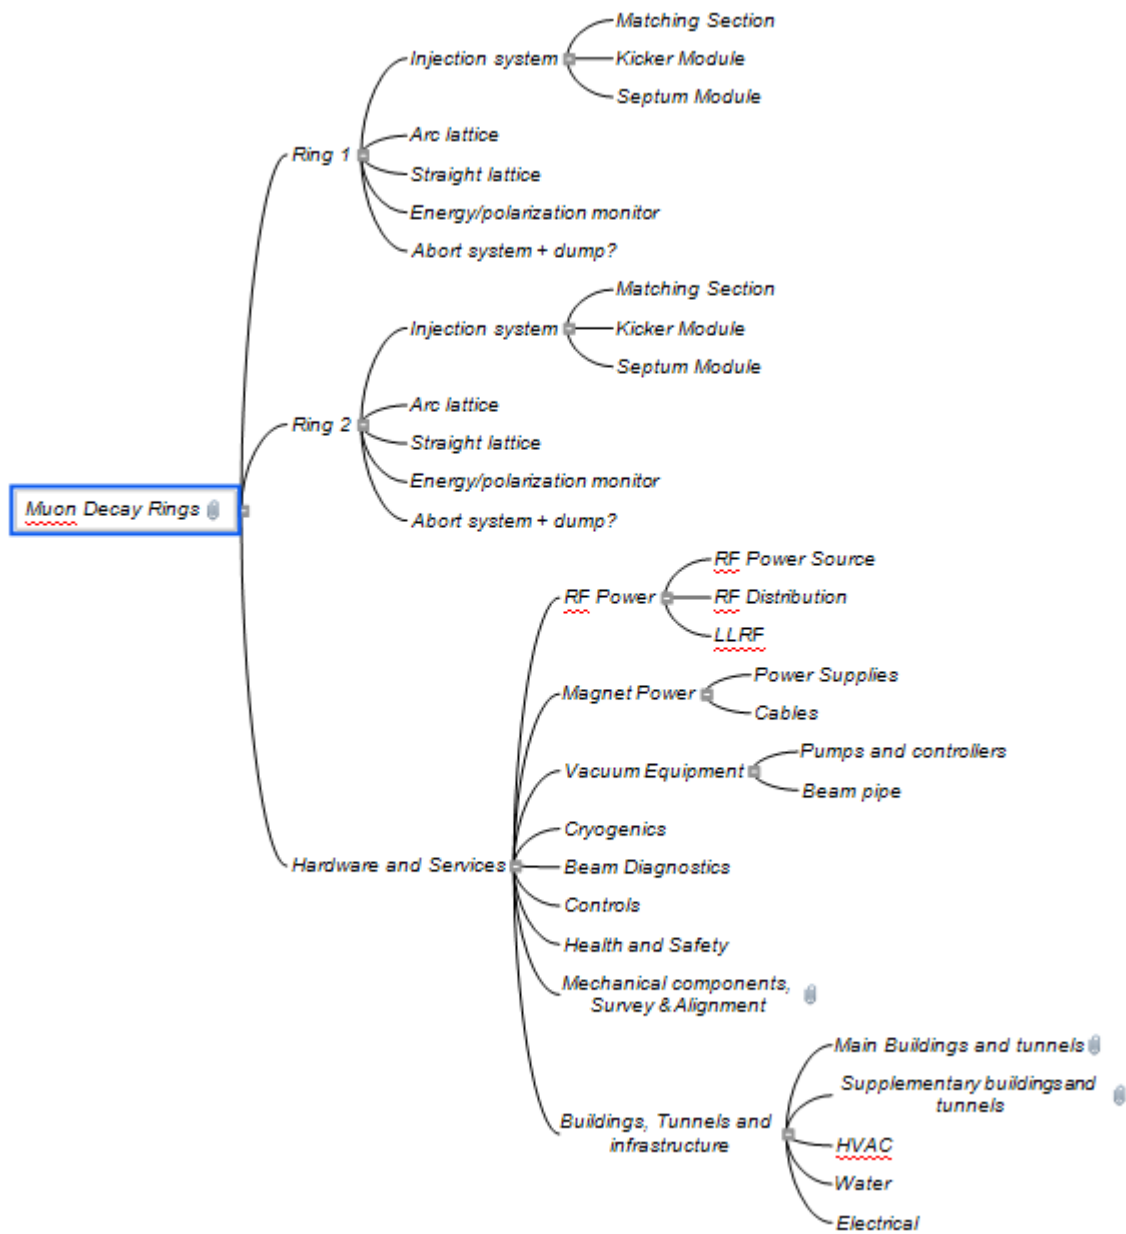 Matching Section
Injection system
Kicker Module
Septum Module
Arc lattice
Ring 1
Straight lattice
Energy/polarization monitor
Abort system + dump?
Matching Section
Injection system
Kicker Module
Septum Module
Arc lattice
Ring 2
Straight lattice
Energy/polarization monitor
Muon Decay Rings
Abort system + dump?
RF Power Source
RF Power
RF Distribution
LLRF
Power Supplies
Magnet Power
Cables
Pumps and controllers
Vacuum Equipment
Beam pipe
Cryogenics
Hardware and Services
Beam Diagnostics
Controls
Health and Safety
Mechanical components,
Survey & Alignment
Main Buildings and tunnels
Supplementary buildings and
tunnels
Buildings, Tunnels and
infrastructure
HVAC
Water
Electrical